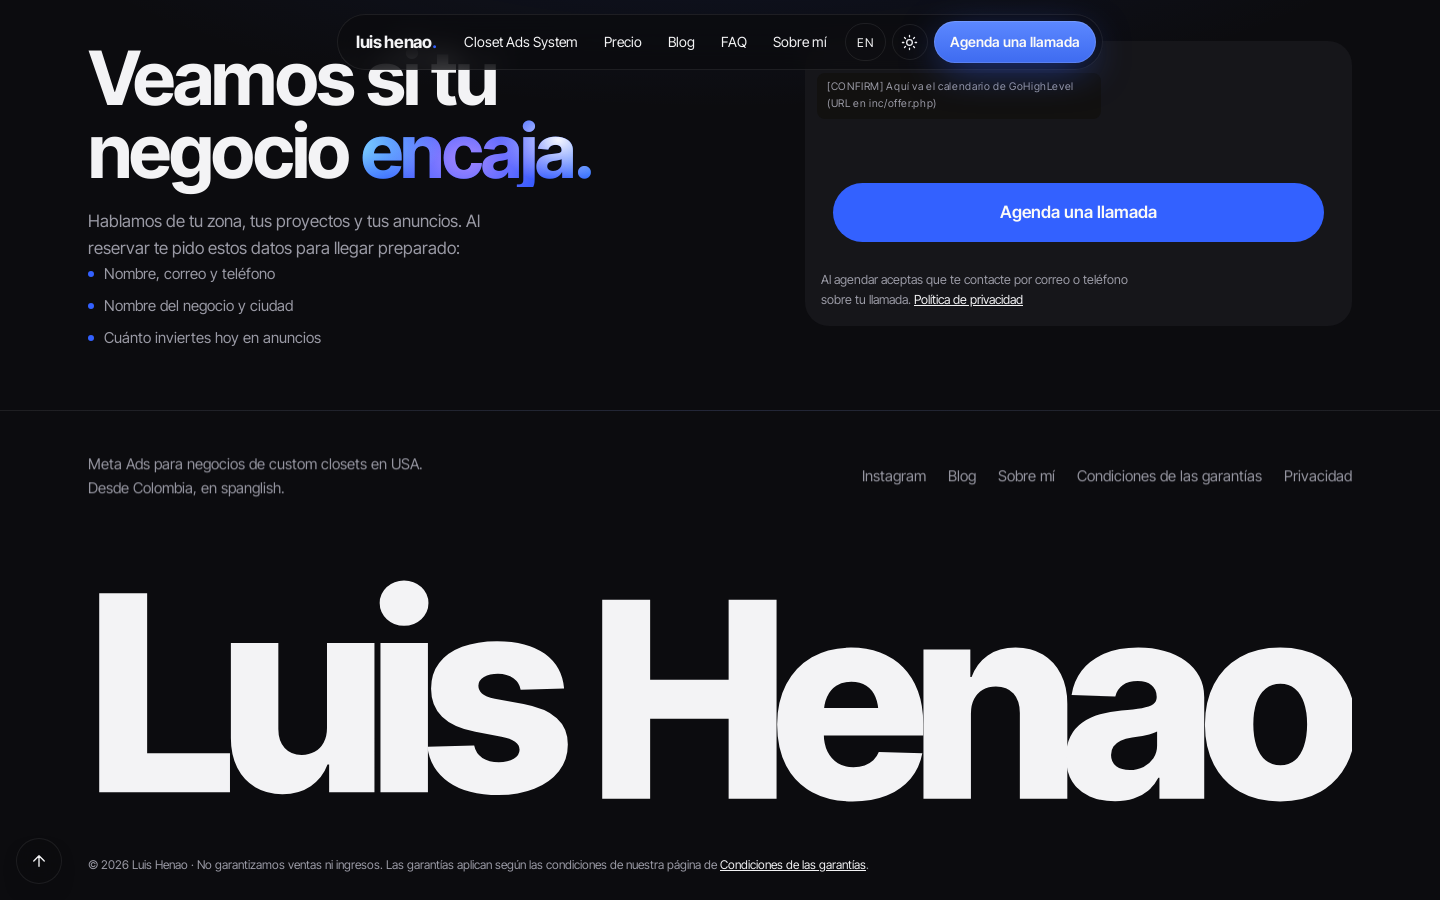 luis henao.
Closet Ads System
Precio
Blog
FAQ
Sobre mí
EN
Agenda una llamada
Veamos si tu
negocio encaja.
Hablamos de tu zona, tus proyectos y tus anuncios. Al
reservar te pido estos datos para llegar preparado:
Nombre, correo y teléfono
Nombre del negocio y ciudad
Cuánto inviertes hoy en anuncios
[CONFIRM] Aquí va el calendario de GoHighLevel
(URL en inc/offer.php)
Agenda una llamada
Al agendar aceptas que te contacte por correo o teléfono
sobre tu llamada. Política de privacidad
Meta Ads para negocios de custom closets en USA.
Desde Colombia, en spanglish.
Instagram
Blog
Sobre mí
Condiciones de las garantías
Privacidad
Luis Henao
© 2026 Luis Henao · No garantizamos ventas ni ingresos. Las garantías aplican según las condiciones de nuestra página de Condiciones de las garantías.